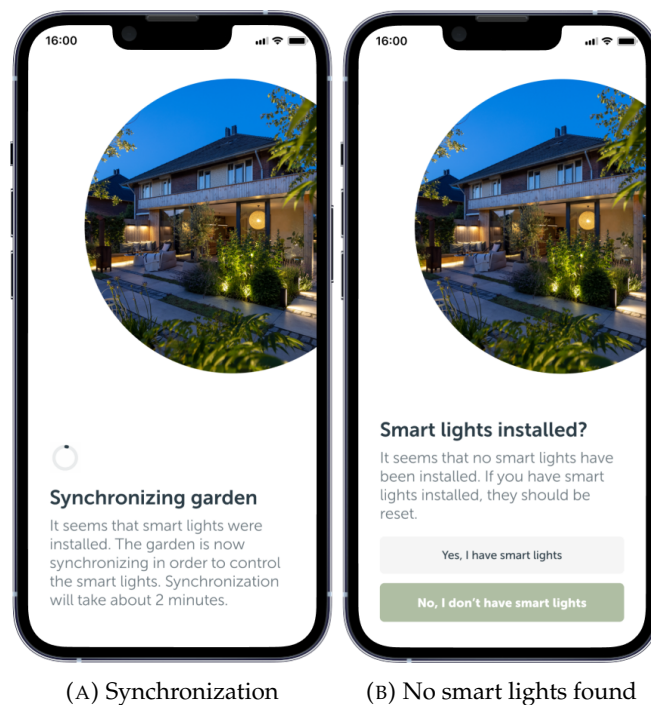 16:00
Synchronizing garden
It seems that smart lights were
installed. The garden is now
synchronizing in order to control
the smart lights. Synchronization
will take about 2 minutes.
(A) Synchronization
16:00
Smart lights installed?
It seems that no smart lights have
been installed. If you have smart
lights installed, they should be
reset.
Yes, I have smart lights
No, I don't have smart lights
(B) No smart lights found